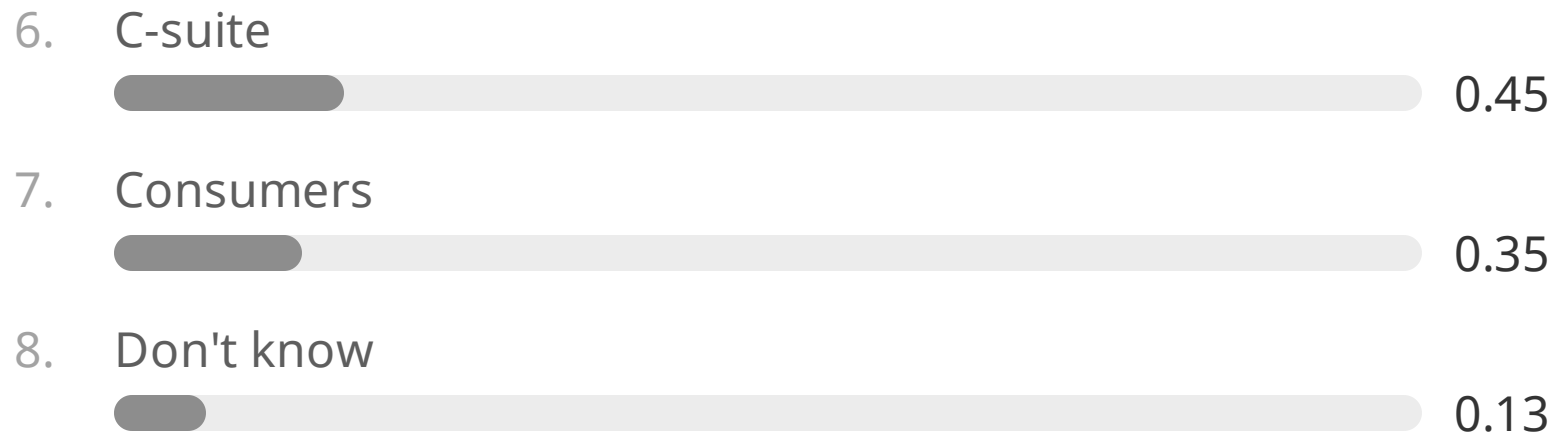 6. C-suite
0.45
7. Consumers
0.35
8. Don't know
0.13